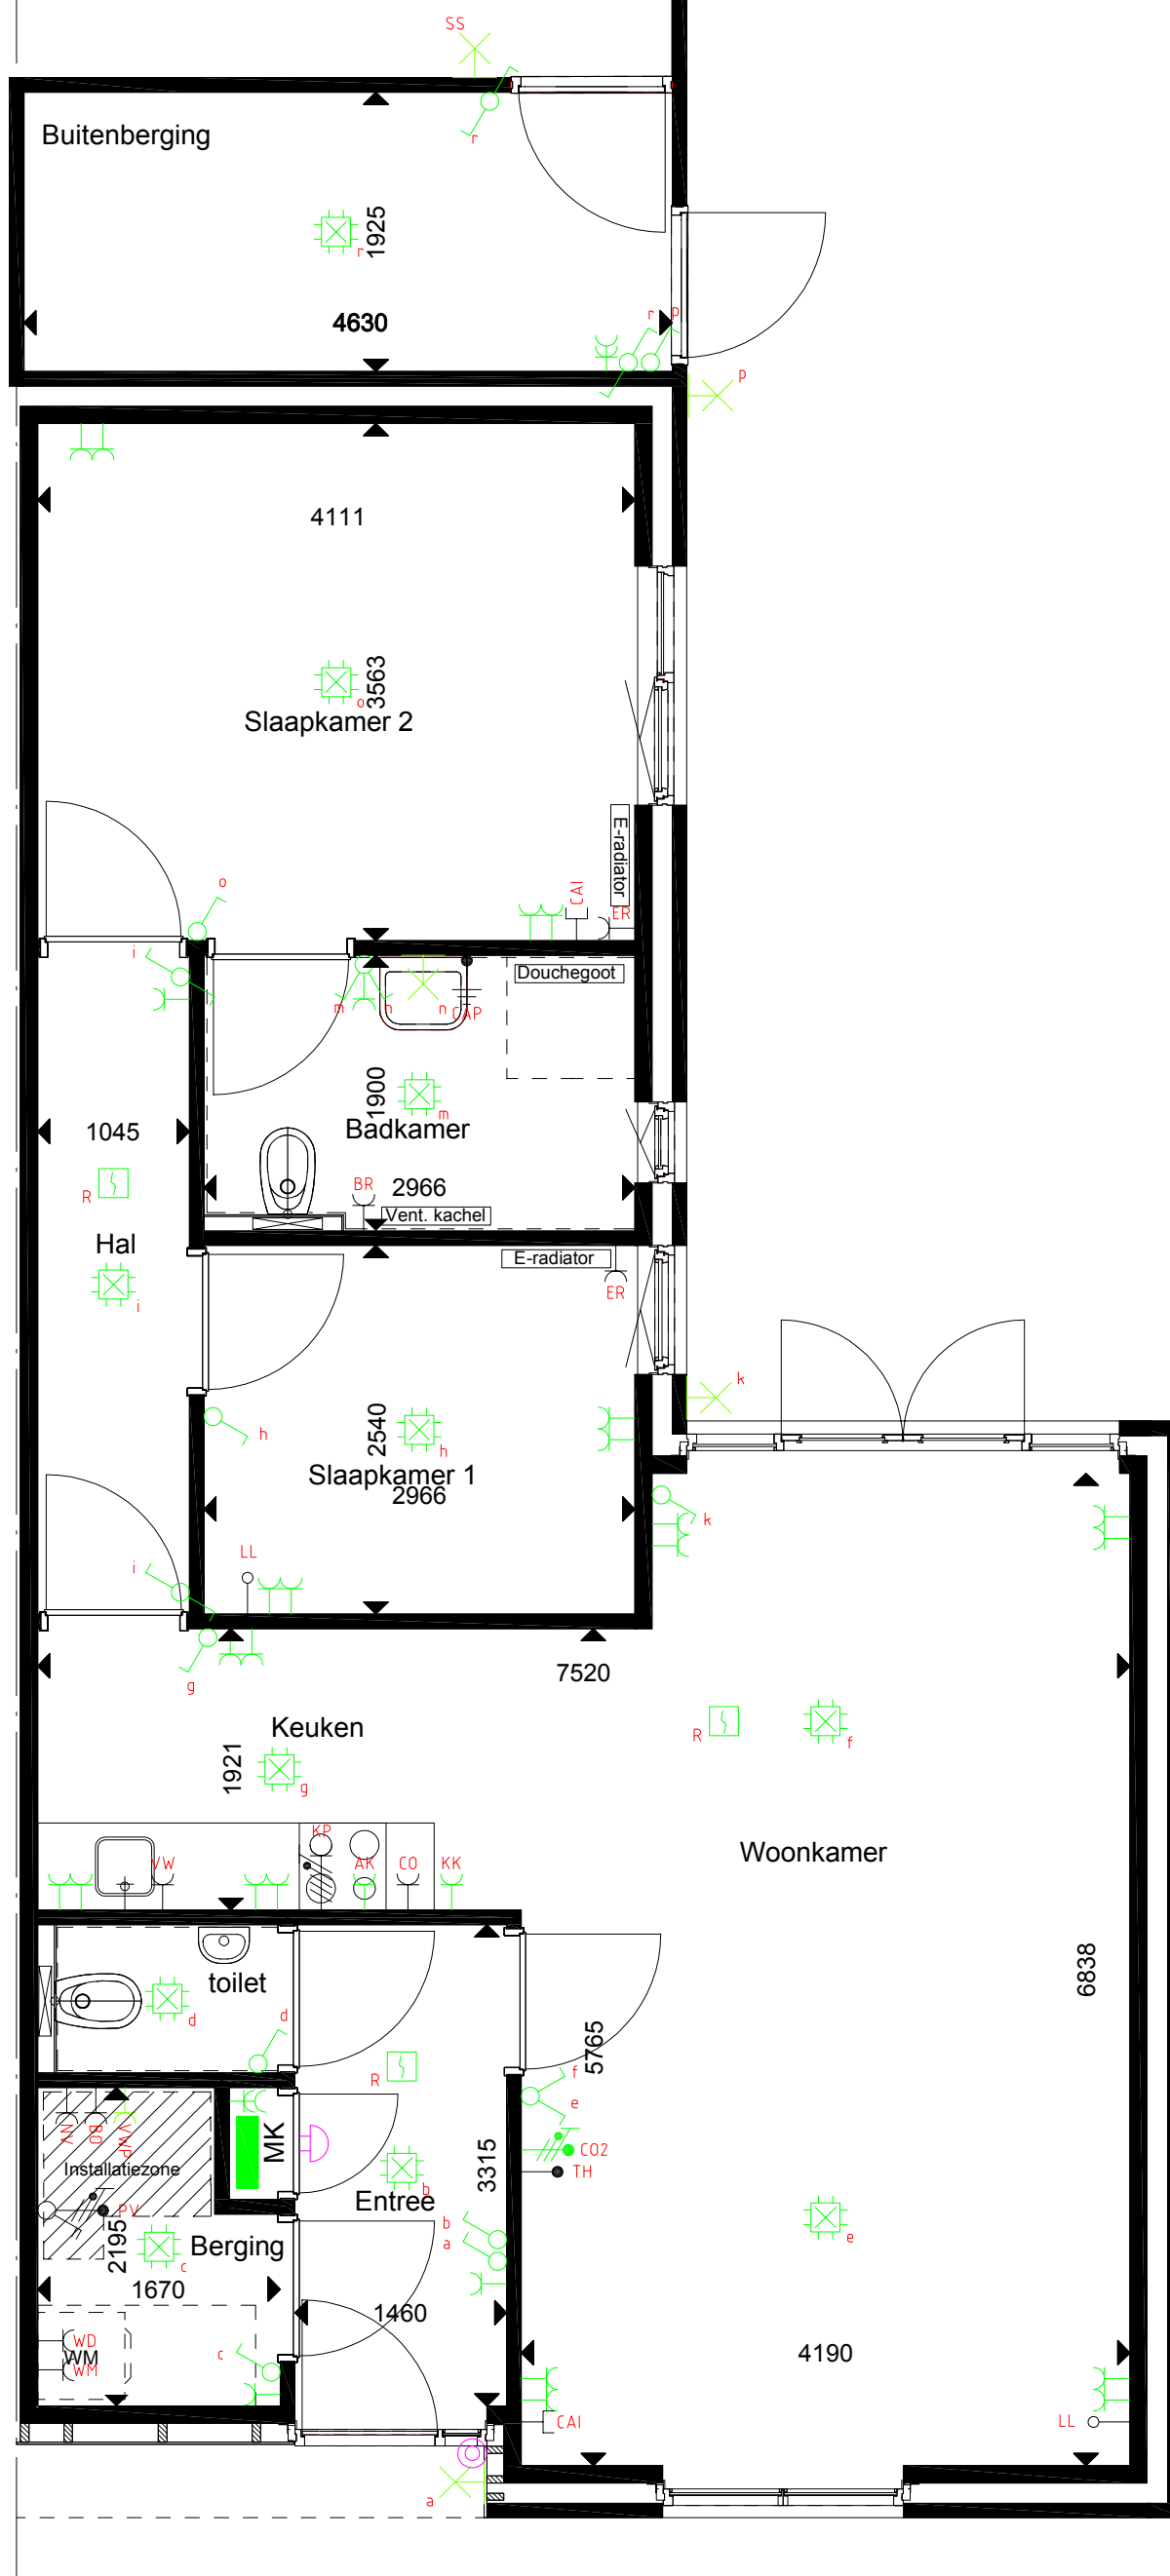 SS
r
Buitenberging
1925
r
4630
r
p
p
4111
3563
o
Slaapkamer 2
E-radiator
o
CAI
ER
i
Douchegoot
m
n
n
CAP
1900
m
Badkamer
1045
R
BR
2966
Vent. kachel
Hal
E-radiator
i
ER
k
2540
h
h
Slaapkamer 1
2966
k
LL
i
7520
g
Keuken
R
f
1921
g
KP
Woonkamer
VW
AK
CO
KK
6838
toilet
d
d
5765
R
f
e
NV
BO
VWP
MK
CO2
3315
Installatiezone
TH
b
Entree
PV
2195
b
a
e
Berging
c
1670
1460
WD
WM
WM
c
4190
CAI
LL
a